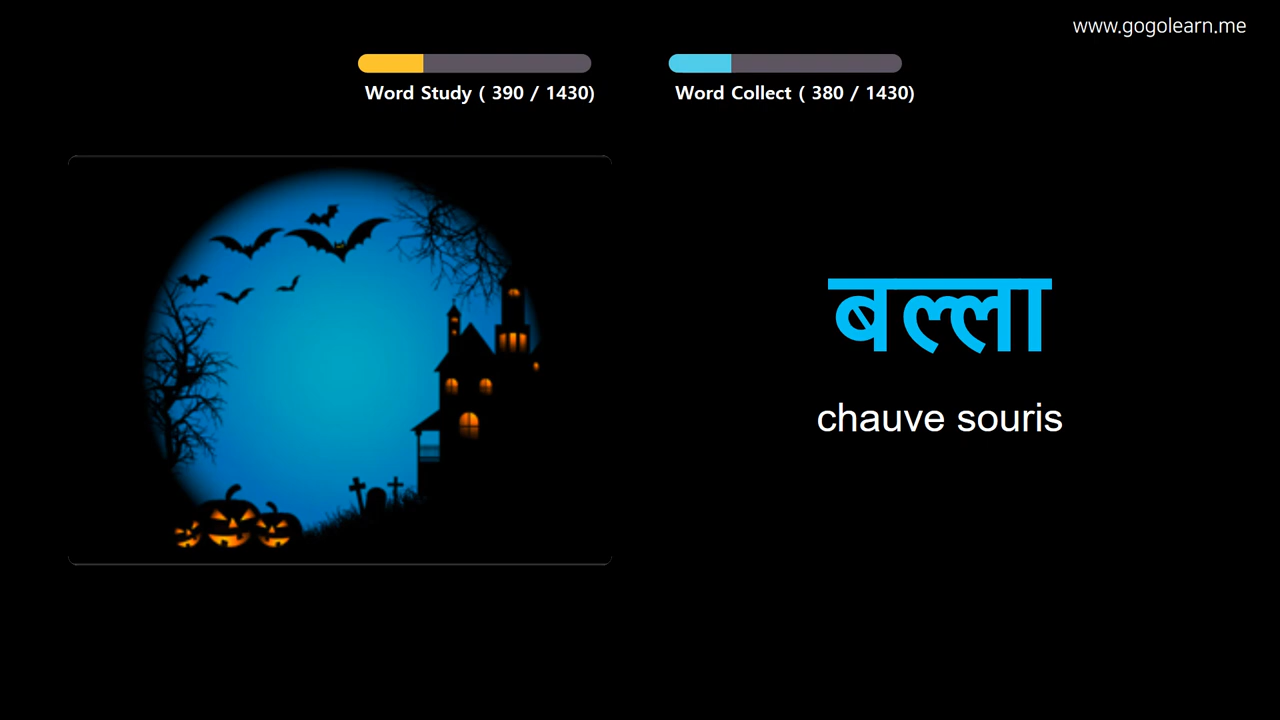 www.gogolearn.me
Word Study ( 390 / 1430)
Word Collect ( 380 / 1430)
बल्ला
chauve souris